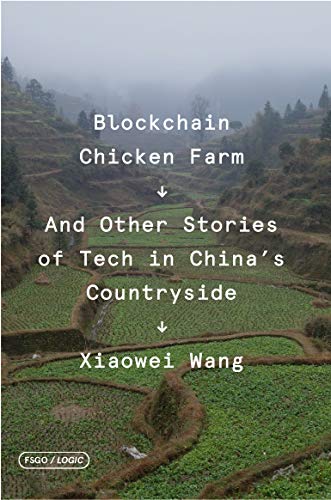 Blockchain
Chicken Farm
↓
And Other Stories
of Tech in China's
Countryside
↓
Xiaowei Wang
FSGO / LOGIC